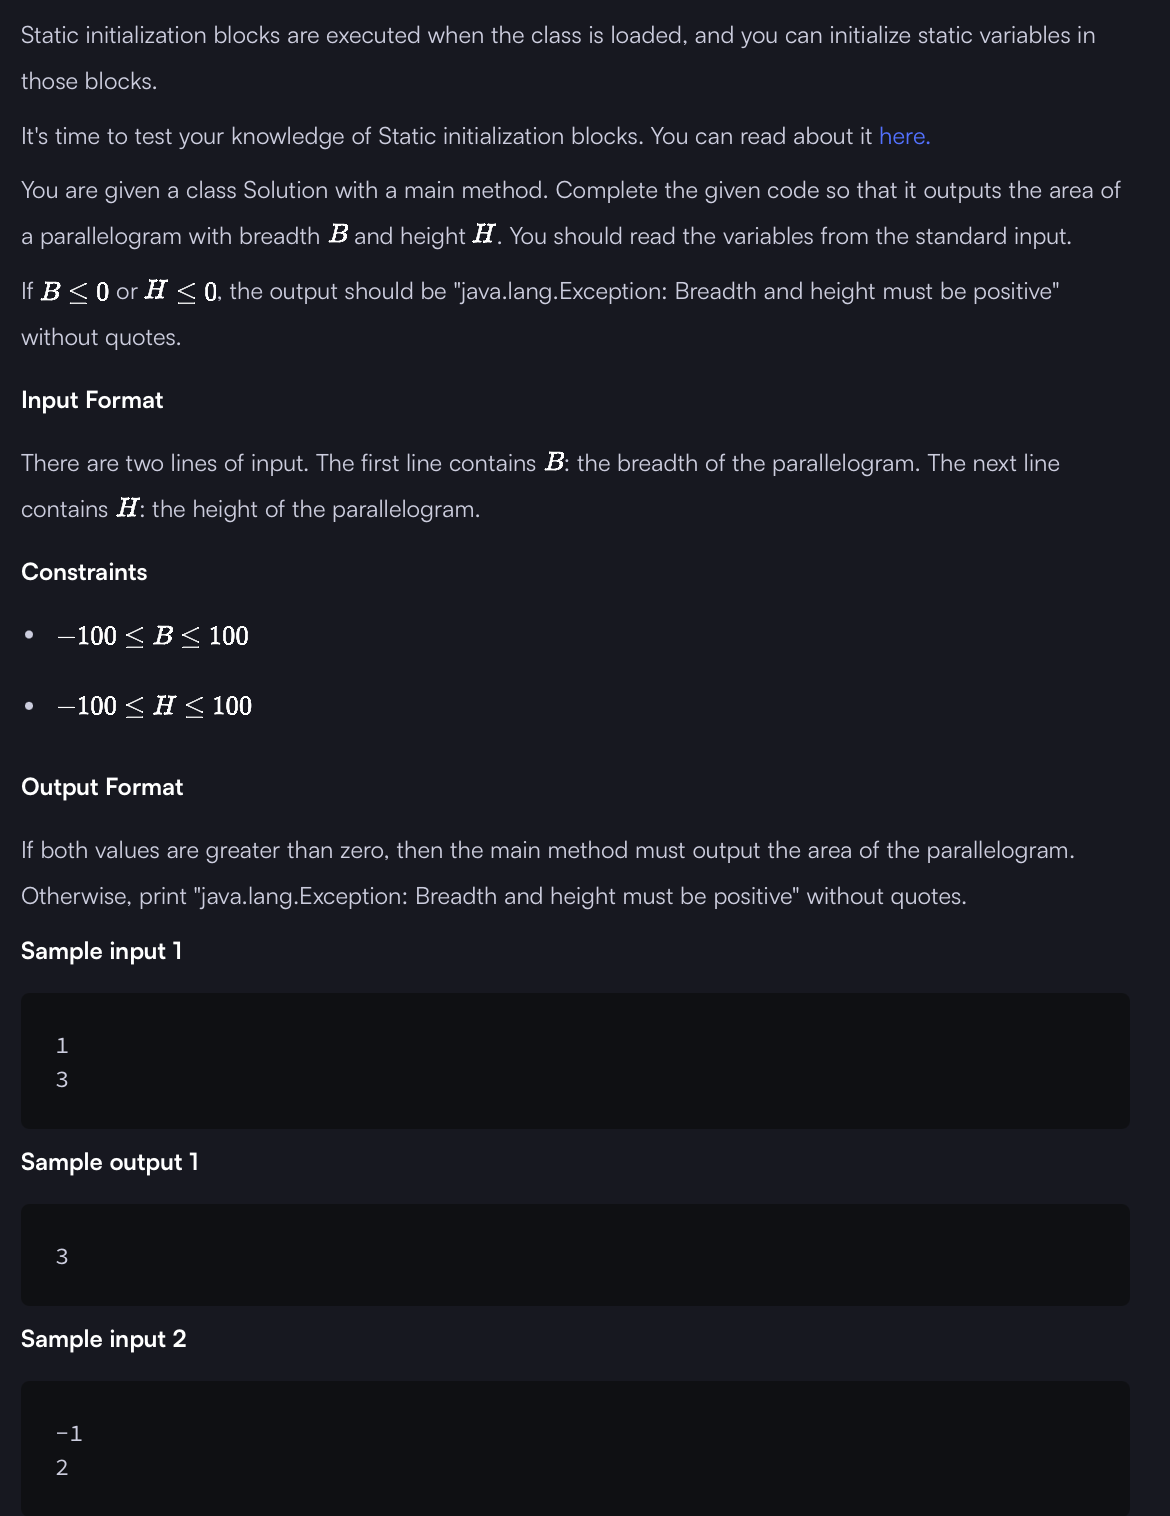 Static initialization blocks are executed when the class is loaded, and you can initialize static variables in
those blocks.
It's time to test your knowledge of Static initialization blocks. You can read about it here.
You are given a class Solution with a main method. Complete the given code so that it outputs the area of
a parallelogram with breadth B and height H. You should read the variables from the standard input.
If B ≤ 0 or H ≤ 0, the output should be "java.lang.Exception: Breadth and height must be positive"
without quotes.
Input Format
There are two lines of input. The first line contains B: the breadth of the parallelogram. The next line
contains H: the height of the parallelogram.
Constraints
• −100 ≤ B ≤ 100
• −100 ≤ H ≤ 100
Output Format
If both values are greater than zero, then the main method must output the area of the parallelogram.
Otherwise, print "java.lang.Exception: Breadth and height must be positive" without quotes.
Sample input 1
1
3
Sample output 1
3
Sample input 2
-1
2